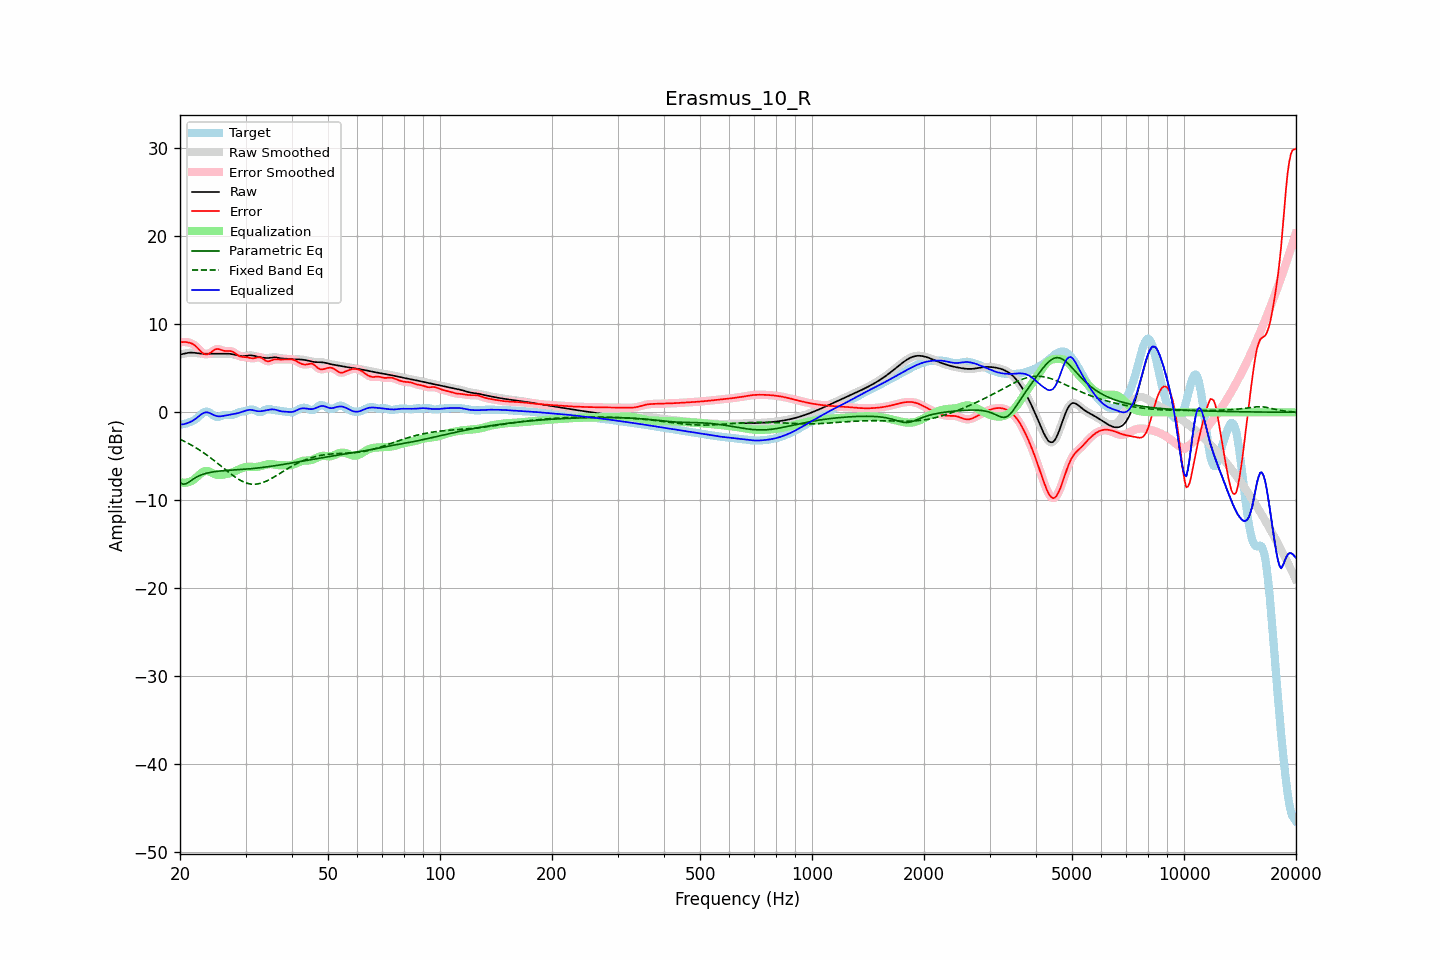 Erasmus_10_R
Target
Raw Smoothed
Error Smoothed
Raw
Error
Equalization
Parametric Eq
Fixed Band Eq
Equalized
30
20
10
0
−10
−20
−30
−40
−50
Amplitude (dBr)
20 50 100 200 500 1000 2000 5000 10000 20000
Frequency (Hz)